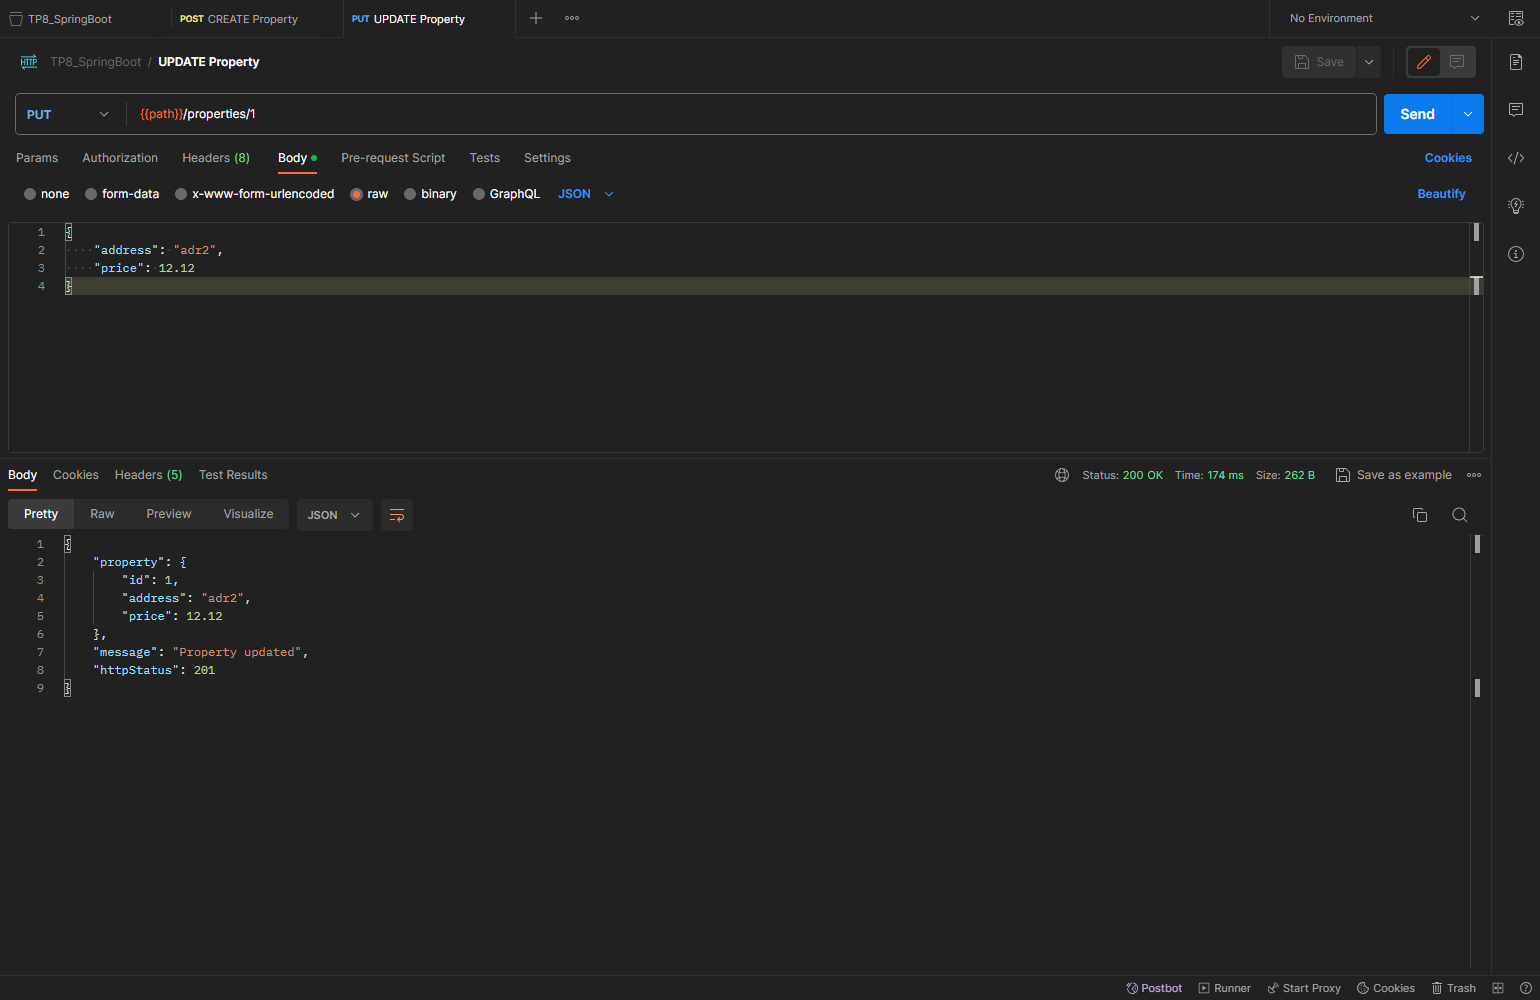 TP8_SpringBoot POST CREATE Property PUT UPDATE Property No Environment
HTTP TP8_SpringBoot / UPDATE Property Save
PUT {{path}}/properties/1 Send
Params Authorization Headers (8) Body Pre-request Script Tests Settings Cookies
none form-data x-www-form-urlencoded raw binary GraphQL JSON Beautify
1 {
2 "address": "adr2",
3 "price": 12.12
4 }
Body Cookies Headers (5) Test Results Status: 200 OK Time: 174 ms Size: 262 B Save as example
Pretty Raw Preview Visualize JSON
1 {
2 "property": {
3 "id": 1,
4 "address": "adr2",
5 "price": 12.12
6 },
7 "message": "Property updated",
8 "httpStatus": 201
9 }
Postbot Runner Start Proxy Cookies Trash